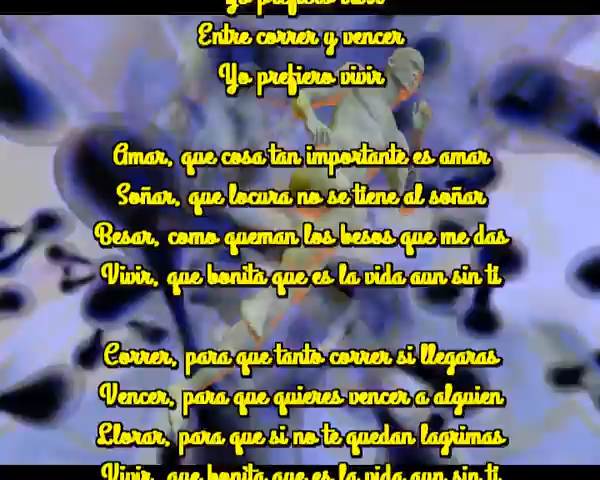 Yo prefiero vivir
Entre correr y vencer
Yo prefiero vivir
Amar, que cosa tan importante es amar
Soñar, que locura no se tiene al soñar
Besar, como queman los besos que me das
Vivir, que bonita que es la vida aun sin ti
Correr, para que tanto correr si llegaras
Vencer, para que quieres vencer a alguien
Llorar, para que si no te quedan lagrimas
Vivir, que bonita que es la vida aun sin ti